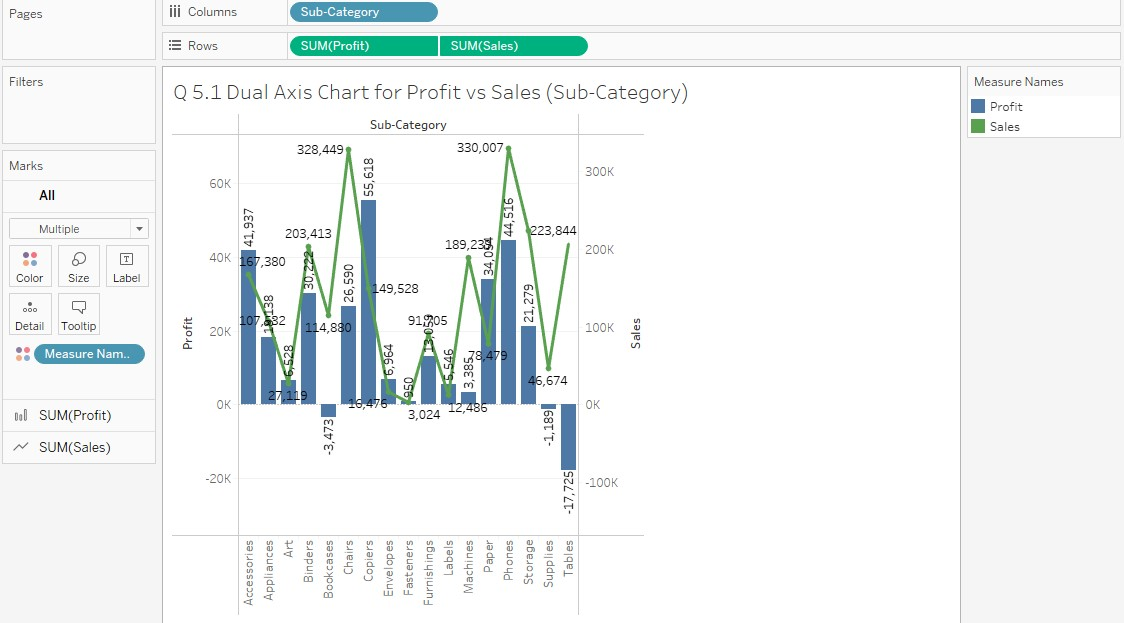 Pages
Columns
Sub-Category
Rows
SUM(Profit)
SUM(Sales)
Filters
Marks
All
Multiple
Color
Size
Label
Detail
Tooltip
Measure Nam..
SUM(Profit)
SUM(Sales)
Q 5.1 Dual Axis Chart for Profit vs Sales (Sub-Category)
Sub-Category
Profit
60K
40K
20K
0K
-20K
41,937
167,380
107,532
18,138
6,528
27,119
203,413
30,222
114,880
-3,473
328,449
26,590
55,618
149,528
6,964
16,476
950
3,024
91,705
13,059
5,546
12,486
189,239
3,385
34,054
78,479
330,007
44,516
223,844
21,279
46,674
-1,189
-17,725
300K
200K
100K
0K
-100K
Sales
Accessories
Appliances
Art
Binders
Bookcases
Chairs
Copiers
Envelopes
Fasteners
Furnishings
Labels
Machines
Paper
Phones
Storage
Supplies
Tables
Measure Names
Profit
Sales